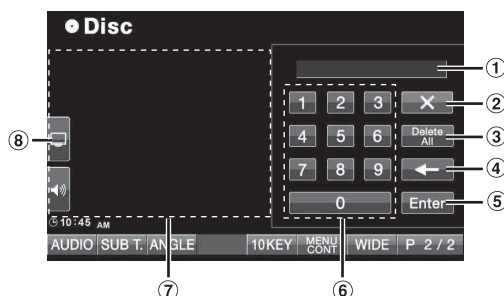 Disc
①
1 2 3 ②
4 5 6 Delete All ③
7 8 9 ④
0 Enter ⑤
⑧
10:45 AM
AUDIO SUB T. ANGLE 10KEY MENU CONT WIDE P 2/2
⑦ ⑥